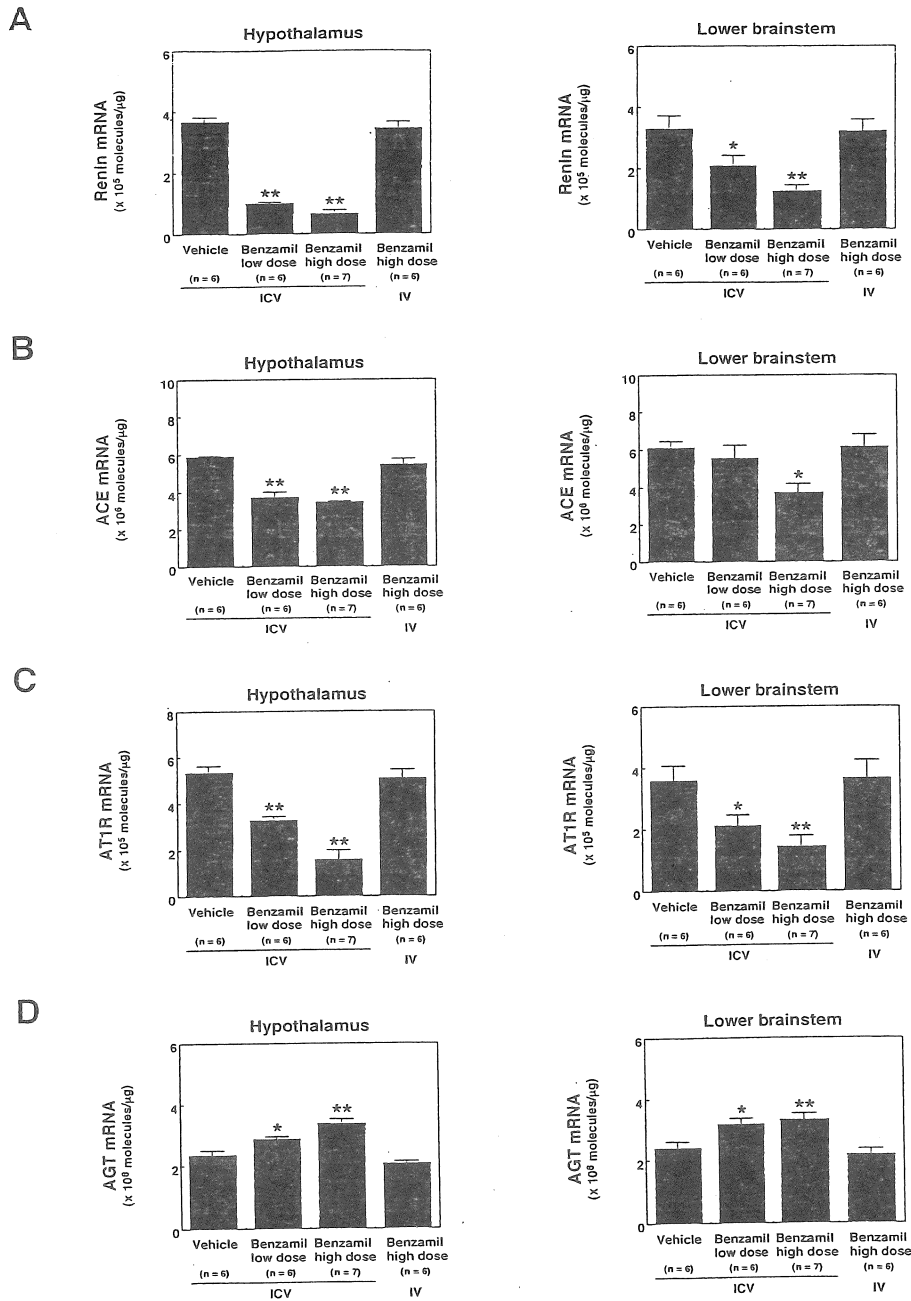 A
Hypothalamus
Renin mRNA
(x 10⁵ molecules/µg)
6
4
2
0
**
**
Vehicle
Benzamil low dose
Benzamil high dose
Benzamil high dose
(n = 6)
(n = 6)
(n = 7)
(n = 6)
ICV
IV
Lower brainstem
Renin mRNA
(x 10⁵ molecules/µg)
6
4
2
0
*
**
Vehicle
Benzamil low dose
Benzamil high dose
Benzamil high dose
(n = 6)
(n = 6)
(n = 7)
(n = 6)
ICV
IV
B
Hypothalamus
ACE mRNA
(x 10⁶ molecules/µg)
10
8
6
4
2
0
**
**
Vehicle
Benzamil low dose
Benzamil high dose
Benzamil high dose
(n = 6)
(n = 6)
(n = 7)
(n = 6)
ICV
IV
Lower brainstem
ACE mRNA
(x 10⁶ molecules/µg)
10
8
6
4
2
0
*
Vehicle
Benzamil low dose
Benzamil high dose
Benzamil high dose
(n = 6)
(n = 6)
(n = 7)
(n = 6)
ICV
IV
C
Hypothalamus
AT1R mRNA
(x 10⁵ molecules/µg)
8
6
4
2
0
**
**
Vehicle
Benzamil low dose
Benzamil high dose
Benzamil high dose
(n = 6)
(n = 6)
(n = 7)
(n = 6)
ICV
IV
Lower brainstem
AT1R mRNA
(x 10⁵ molecules/µg)
6
4
2
0
*
**
Vehicle
Benzamil low dose
Benzamil high dose
Benzamil high dose
(n = 6)
(n = 6)
(n = 7)
(n = 6)
ICV
IV
D
Hypothalamus
AGT mRNA
(x 10⁶ molecules/µg)
6
4
2
0
*
**
Vehicle
Benzamil low dose
Benzamil high dose
Benzamil high dose
(n = 6)
(n = 6)
(n = 7)
(n = 6)
ICV
IV
Lower brainstem
AGT mRNA
(x 10⁶ molecules/µg)
6
4
2
0
*
**
Vehicle
Benzamil low dose
Benzamil high dose
Benzamil high dose
(n = 6)
(n = 6)
(n = 7)
(n = 6)
ICV
IV